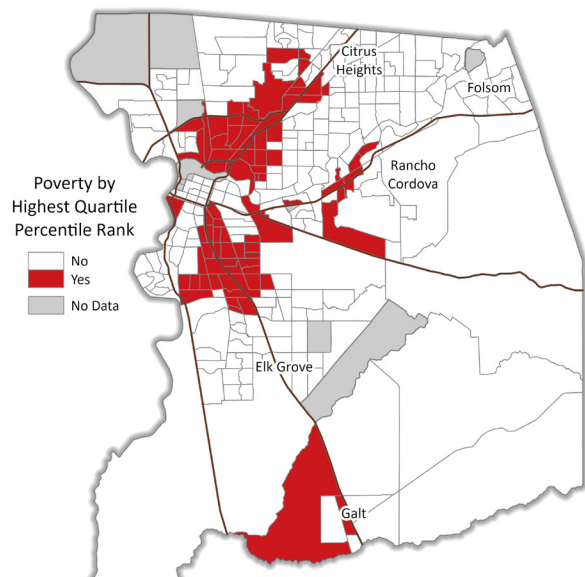 Citrus
Heights
Folsom
Rancho
Cordova
Poverty by
Highest Quartile
Percentile Rank
No
Yes
No Data
Elk Grove
Galt